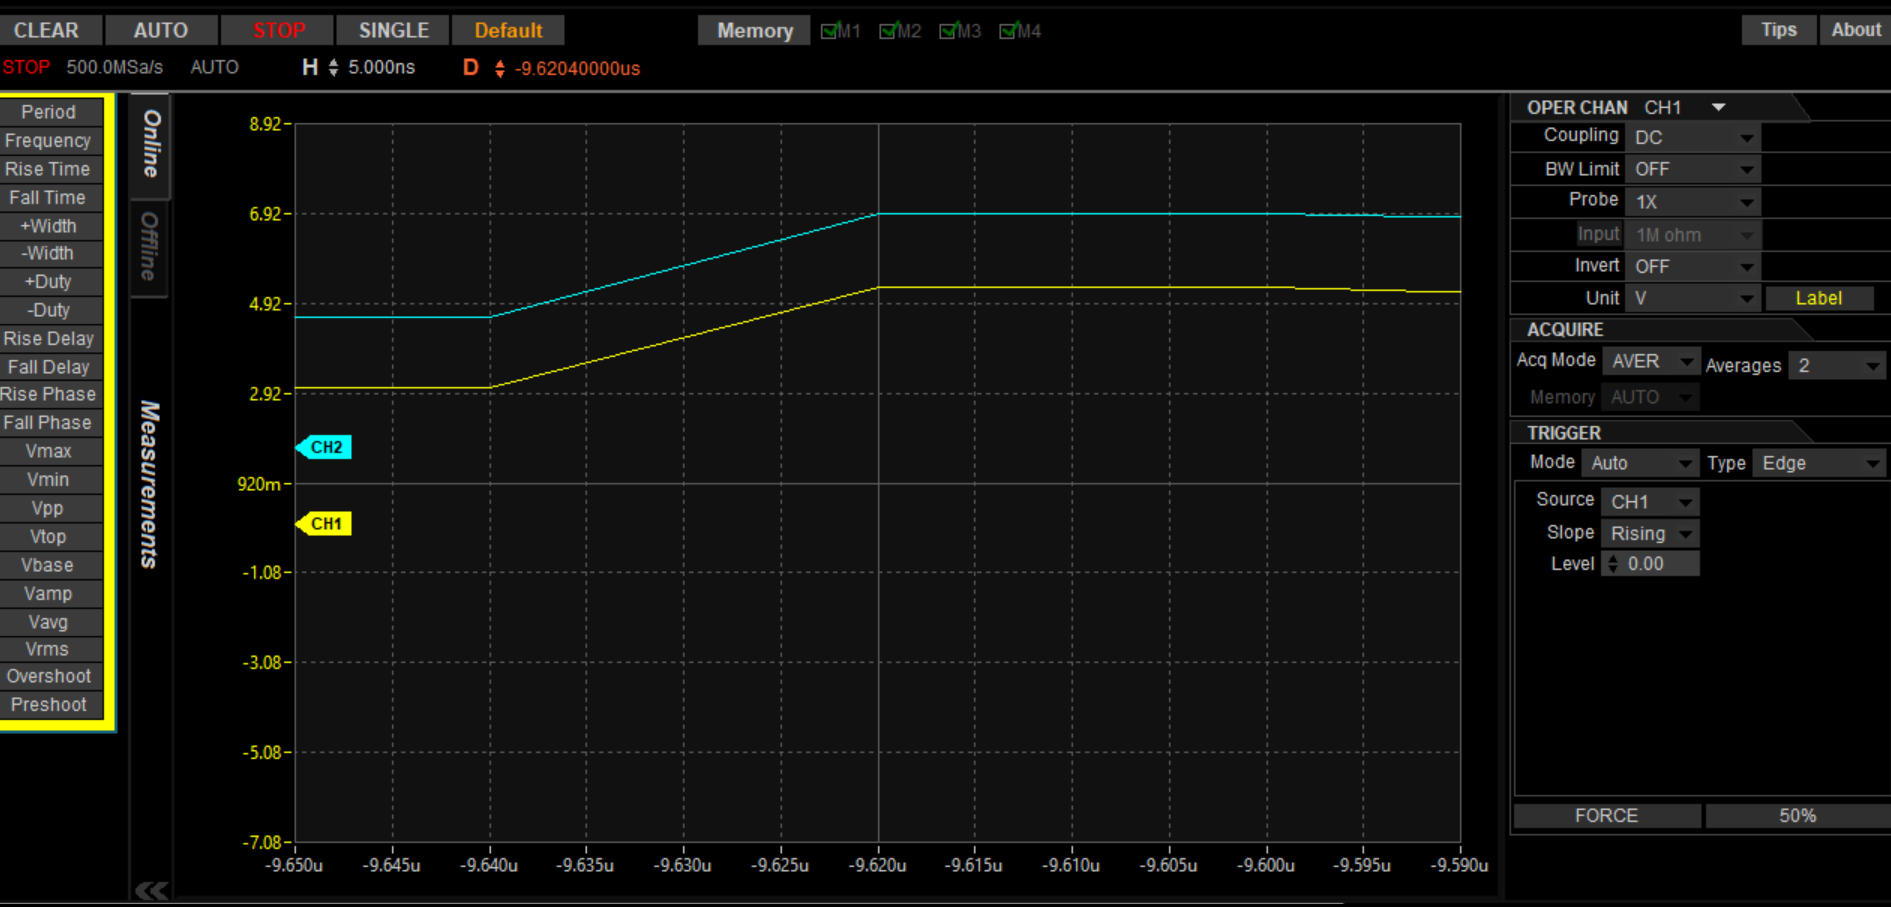 CLEAR AUTO STOP SINGLE Default Memory M1 M2 M3 M4 Tips About
STOP 500.0MSa/s AUTO H 5.000ns D -9.62040000us
Period
Frequency
Rise Time
Fall Time
+Width
-Width
+Duty
-Duty
Rise Delay
Fall Delay
Rise Phase
Fall Phase
Vmax
Vmin
Vpp
Vtop
Vbase
Vamp
Vavg
Vrms
Overshoot
Preshoot
Online
Offline
Measurements
8.92
6.92
4.92
2.92
CH2
920m
CH1
-1.08
-3.08
-5.08
-7.08
-9.650u -9.645u -9.640u -9.635u -9.630u -9.625u -9.620u -9.615u -9.610u -9.605u -9.600u -9.595u -9.590u
OPER CHAN CH1
Coupling DC
BW Limit OFF
Probe 1X
Input 1M ohm
Invert OFF
Unit V Label
ACQUIRE
Acq Mode AVER Averages 2
Memory AUTO
TRIGGER
Mode Auto Type Edge
Source CH1
Slope Rising
Level 0.00
FORCE 50%